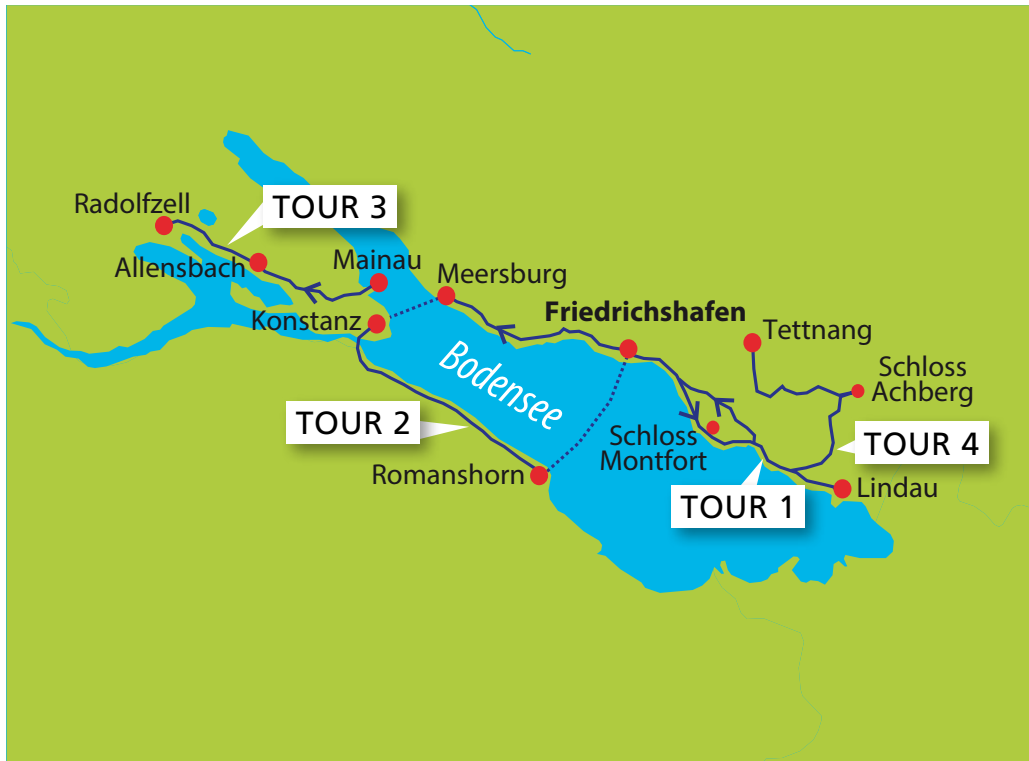 Radolfzell
TOUR 3
Allensbach
Mainau
Meersburg
Konstanz
Friedrichshafen
Tettnang
Bodensee
Schloss
Achberg
TOUR 2
Schloss
Montfort
TOUR 4
Romanshorn
TOUR 1
Lindau